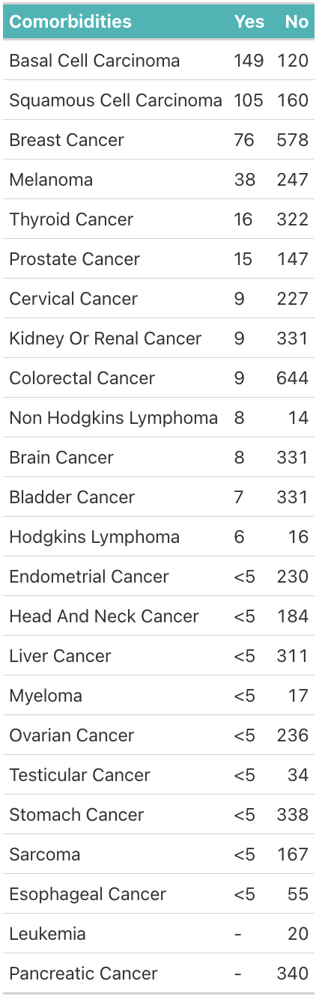 Comorbidities Yes No
Basal Cell Carcinoma 149 120
Squamous Cell Carcinoma 105 160
Breast Cancer 76 578
Melanoma 38 247
Thyroid Cancer 16 322
Prostate Cancer 15 147
Cervical Cancer 9 227
Kidney Or Renal Cancer 9 331
Colorectal Cancer 9 644
Non Hodgkins Lymphoma 8 14
Brain Cancer 8 331
Bladder Cancer 7 331
Hodgkins Lymphoma 6 16
Endometrial Cancer <5 230
Head And Neck Cancer <5 184
Liver Cancer <5 311
Myeloma <5 17
Ovarian Cancer <5 236
Testicular Cancer <5 34
Stomach Cancer <5 338
Sarcoma <5 167
Esophageal Cancer <5 55
Leukemia - 20
Pancreatic Cancer - 340